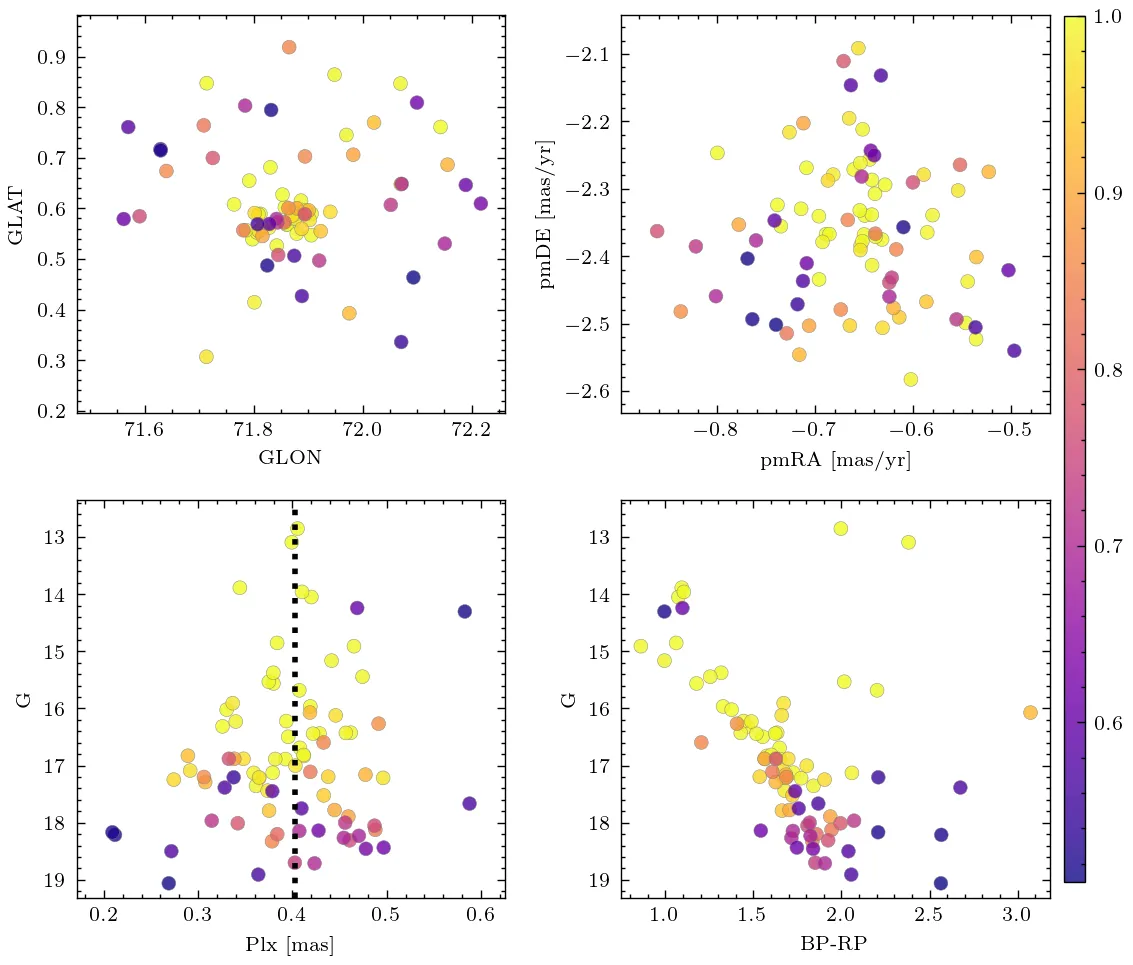 0.9
0.8
0.7
0.6
0.5
0.4
0.3
0.2
GLAT
71.6 71.8 72.0 72.2
GLON
−2.1
−2.2
−2.3
−2.4
−2.5
−2.6
pmDE [mas/yr]
−0.8 −0.7 −0.6 −0.5
pmRA [mas/yr]
1.0
0.9
0.8
0.7
0.6
13
14
15
16
17
18
19
G
0.2 0.3 0.4 0.5 0.6
Plx [mas]
13
14
15
16
17
18
19
G
1.0 1.5 2.0 2.5 3.0
BP-RP